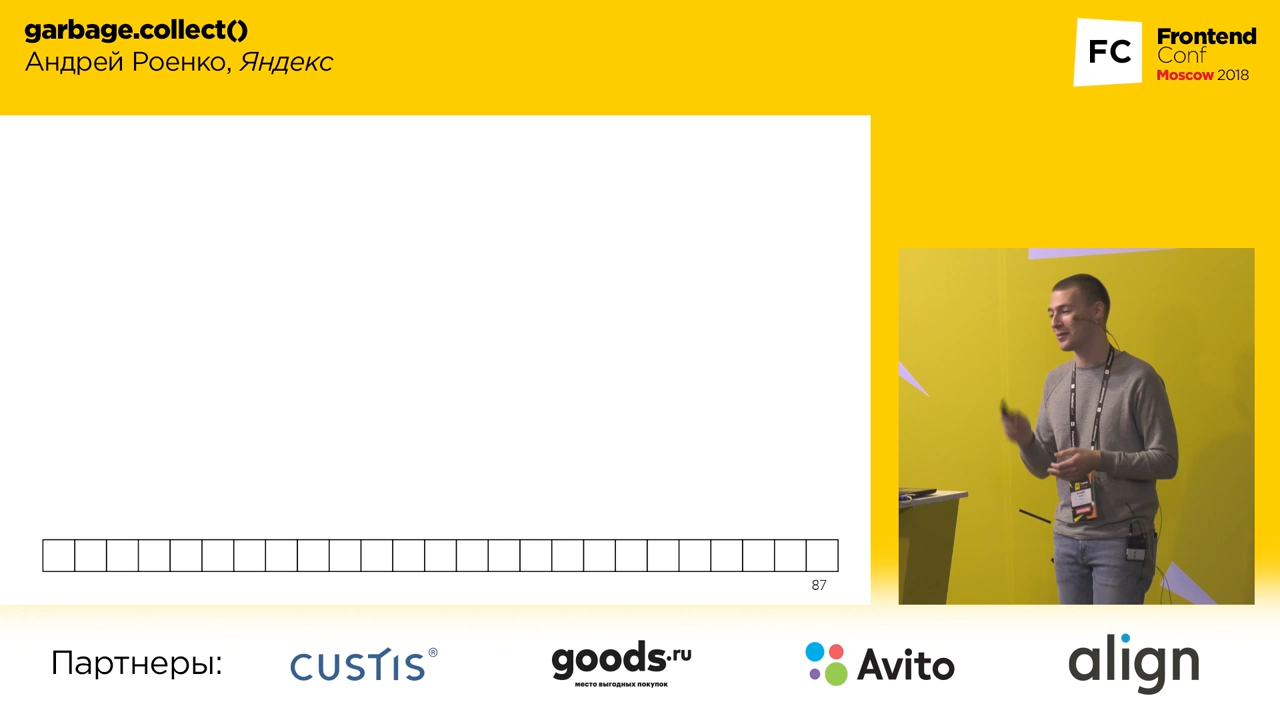 garbage.collect()
Андрей Роенко, Яндекс
FC
Frontend
Conf
Moscow 2018
87
Партнеры:
CUSTIS®
goods.ru
место выгодных покупок
Avito
align